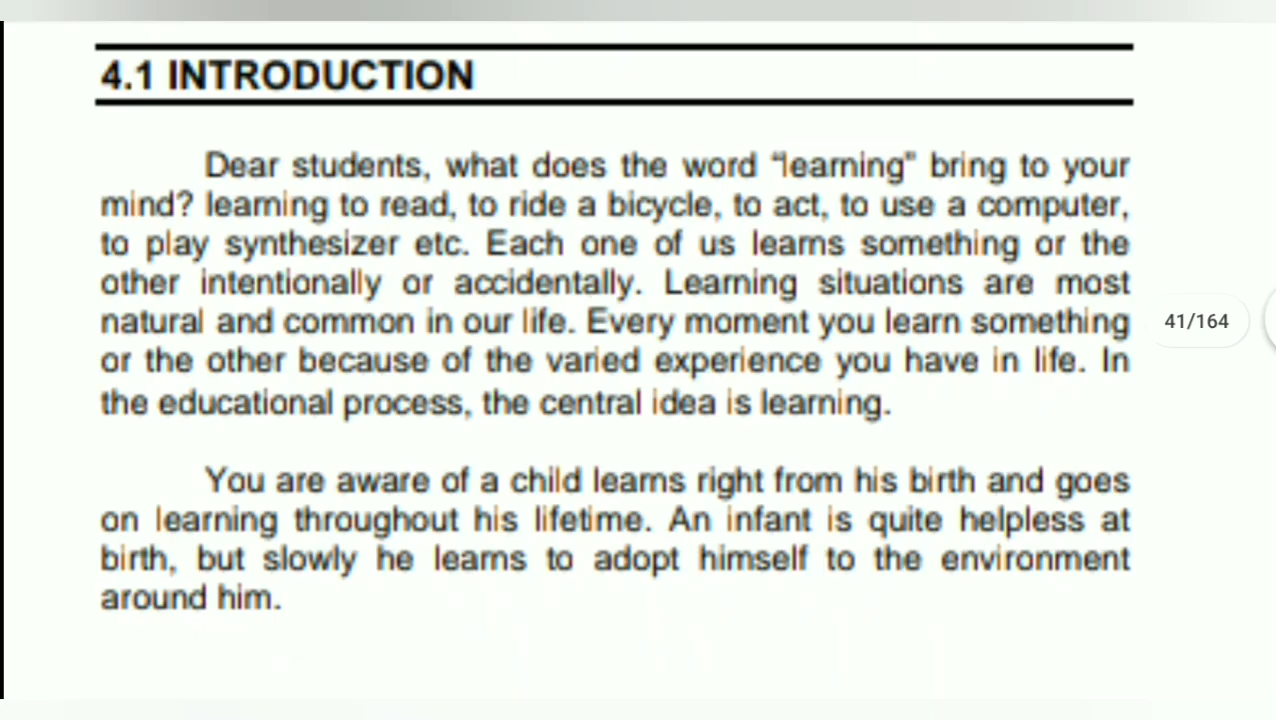 4.1 INTRODUCTION
Dear students, what does the word “learning” bring to your
mind? learning to read, to ride a bicycle, to act, to use a computer,
to play synthesizer etc. Each one of us learns something or the
other intentionally or accidentally. Learning situations are most
natural and common in our life. Every moment you learn something
or the other because of the varied experience you have in life. In
the educational process, the central idea is learning.
You are aware of a child learns right from his birth and goes
on learning throughout his lifetime. An infant is quite helpless at
birth, but slowly he learns to adopt himself to the environment
around him.
41/164